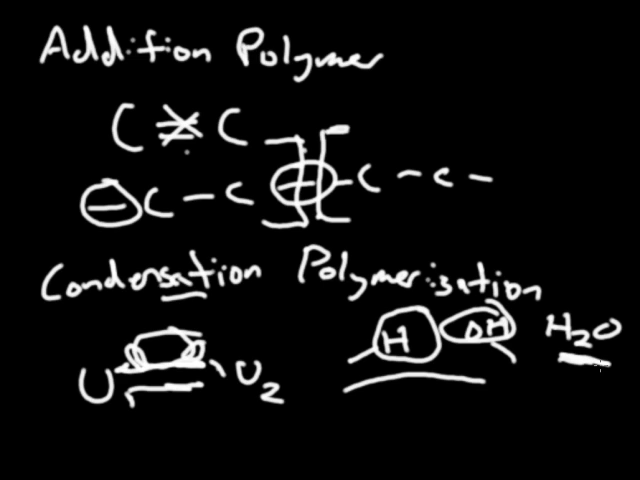 Addition Polymer
C = C
- C - C - C - C -
Condensation Polymerisation
H OH H₂O
U U₂